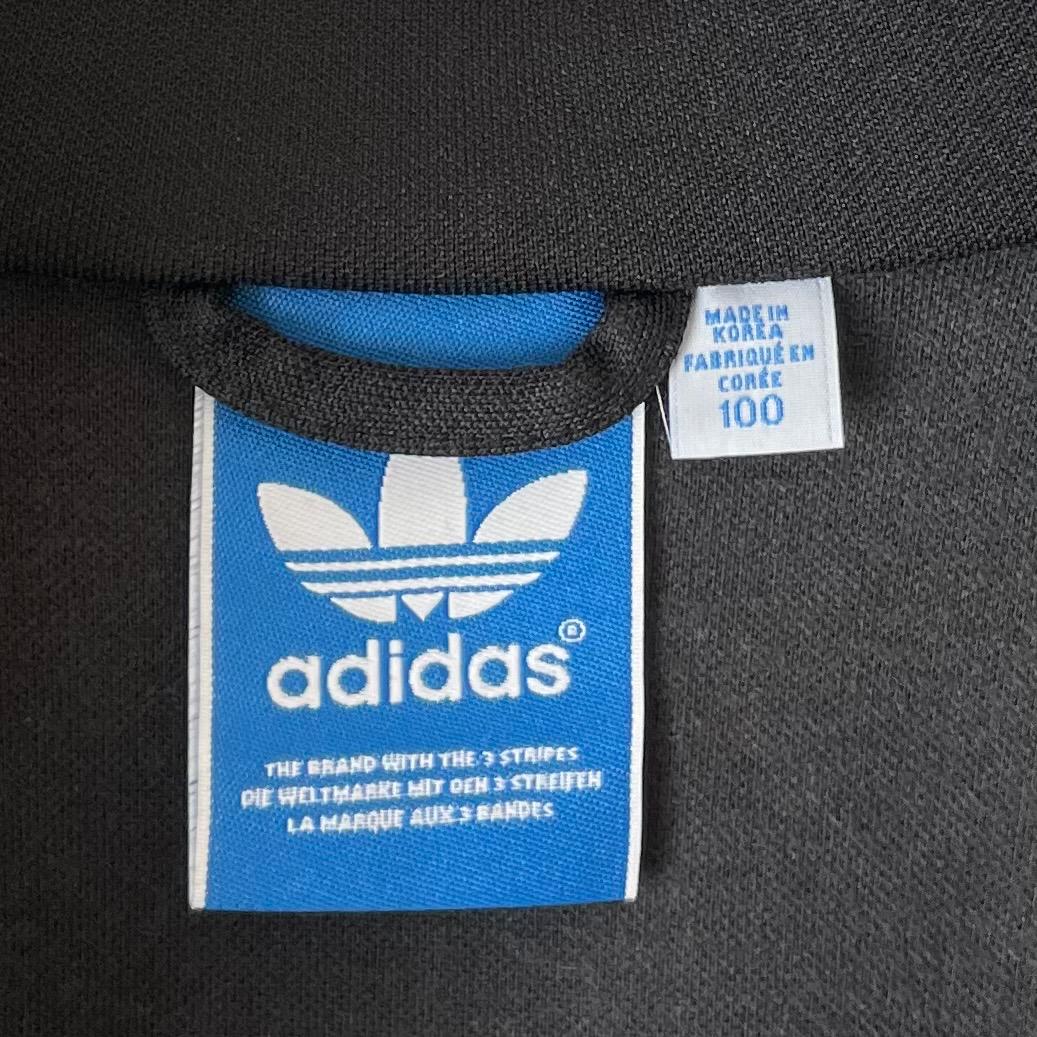 MADE IN
KOREA
FABRIQUÉ EN
CORÉE
100
adidas®
THE BRAND WITH THE 3 STRIPES
DIE WELTMARKE MIT DEN 3 STREIFEN
LA MARQUE AUX 3 BANDES